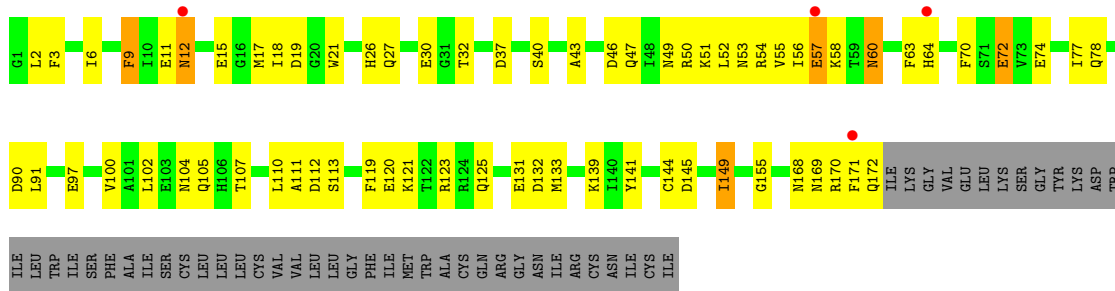 G1 L2 F3 I6 F9 I10 E11 N12 E15 G16 M17 I18 D19 G20 W21 H26 Q27 E30 G31 T32 D37 S40 A43 D46 Q47 I48 N49 R50 K51 L52 N53 R54 V55 I56 E57 K58 T59 N60 F63 H64 F70 S71 E72 V73 E74 I77 Q78
D90 L91 E97 V100 A101 L102 E103 N104 Q105 H106 T107 L110 A111 D112 S113 F119 E120 K121 T122 R123 R124 Q125 E131 D132 M133 K139 I140 Y141 C144 D145 I149 G155 N168 N169 R170 F171 Q172 ILE LYS GLY VAL GLU LEU LYS SER GLY TYR LYS ASP TRP
ILE LEU TRP ILE SER PHE ALA ILE SER CYS LEU LEU LEU CYS VAL VAL LEU LEU GLY PHE ILE MET TRP ALA CYS GLN ARG GLY ASN ILE ARG CYS ASN ILE CYS ILE